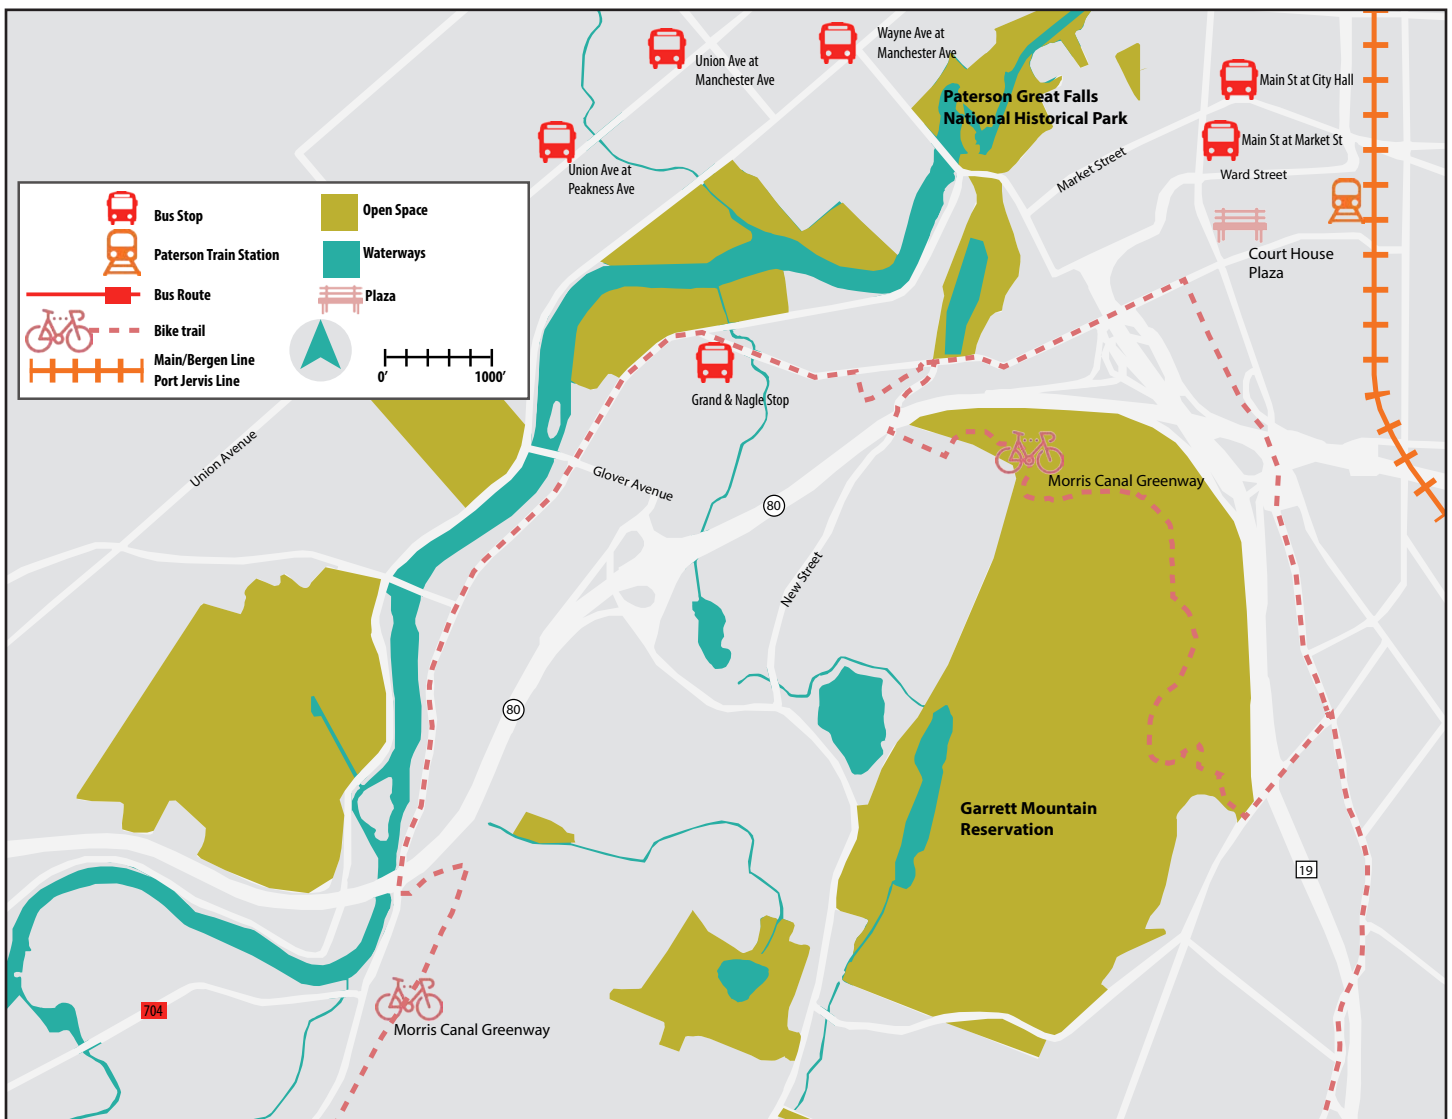 Union Ave at
Manchester Ave
Wayne Ave at
Manchester Ave
Paterson Great Falls
National Historical Park
Main St at City Hall
Main St at Market St
Ward Street
Market Street
Union Ave at
Peakness Ave
Court House
Plaza
Bus Stop
Paterson Train Station
Bus Route
Bike trail
Main/Bergen Line
Port Jervis Line
Open Space
Waterways
Plaza
0'
1000'
Grand & Nagle Stop
Union Avenue
Glover Avenue
80
New Street
Morris Canal Greenway
80
Garrett Mountain
Reservation
19
704
Morris Canal Greenway